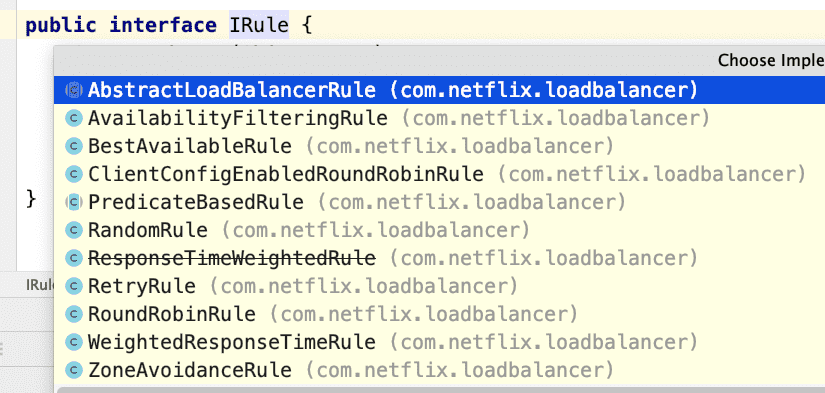 public interface IRule {
Choose Imple
AbstractLoadBalancerRule (com.netflix.loadbalancer)
AvailabilityFilteringRule (com.netflix.loadbalancer)
BestAvailableRule (com.netflix.loadbalancer)
ClientConfigEnabledRoundRobinRule (com.netflix.loadbalancer)
}
PredicateBasedRule (com.netflix.loadbalancer)
RandomRule (com.netflix.loadbalancer)
ResponseTimeWeightedRule (com.netflix.loadbalancer)
IRul
RetryRule (com.netflix.loadbalancer)
RoundRobinRule (com.netflix.loadbalancer)
WeightedResponseTimeRule (com.netflix.loadbalancer)
ZoneAvoidanceRule (com.netflix.loadbalancer)